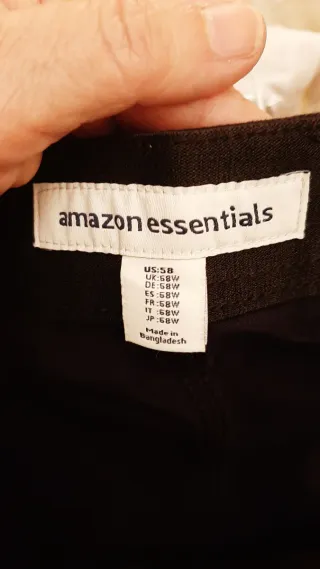 amazon essentials
US:58
UK:68W
DE:68W
ES:68W
FR:68W
IT :68W
JP:68W
Made in
Bangladesh